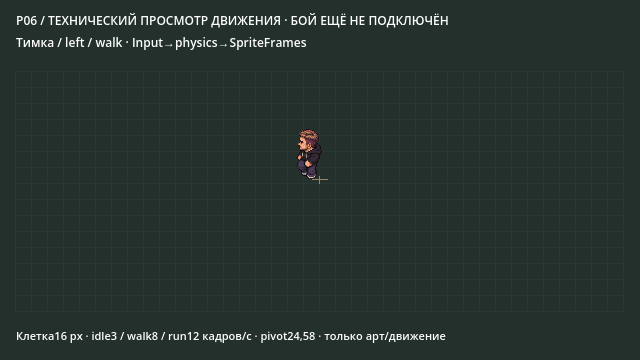 P06 / ТЕХНИЧЕСКИЙ ПРОСМОТР ДВИЖЕНИЯ · БОЙ ЕЩЁ НЕ ПОДКЛЮЧЁН
Тимка / left / walk · Input→physics→SpriteFrames
Клетка16 px · idle3 / walk8 / run12 кадров/с · pivot24,58 · только арт/движение